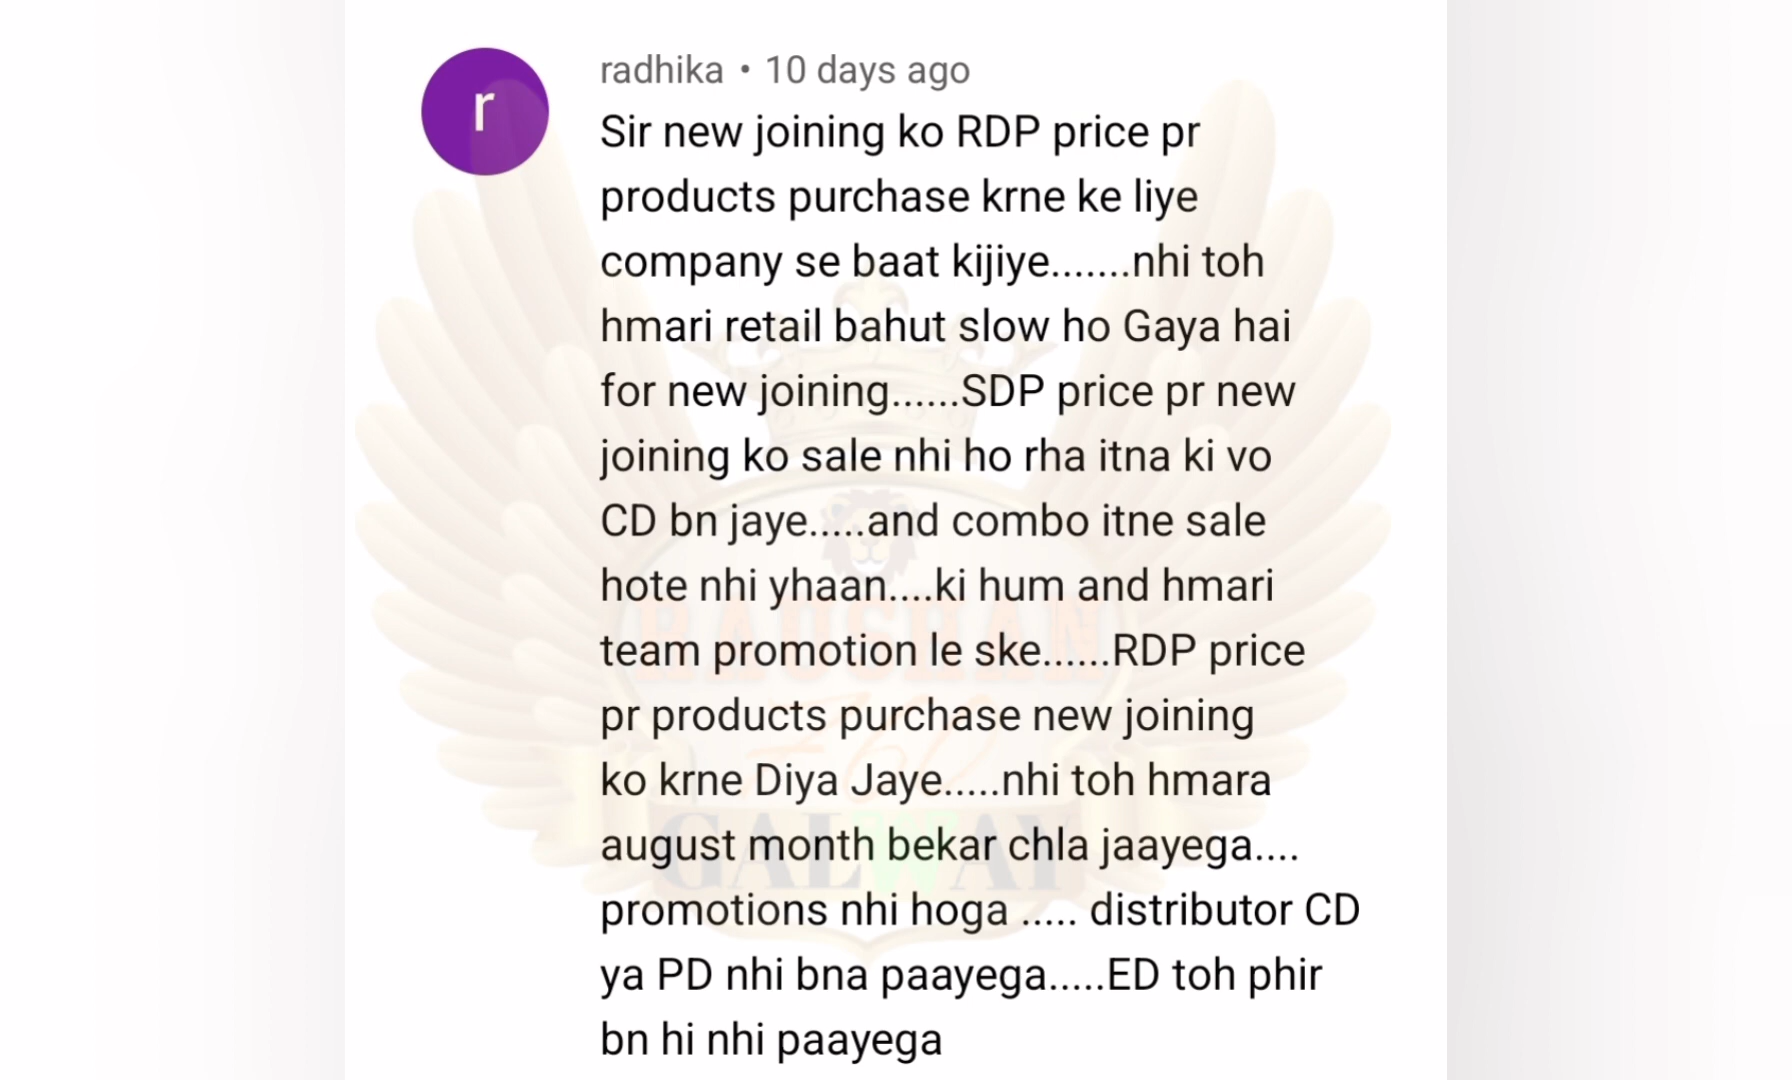 r
radhika • 10 days ago
Sir new joining ko RDP price pr
products purchase krne ke liye
company se baat kijiye.......nhi toh
hmari retail bahut slow ho Gaya hai
for new joining......SDP price pr new
joining ko sale nhi ho rha itna ki vo
CD bn jaye.....and combo itne sale
hote nhi yhaan....ki hum and hmari
team promotion le ske......RDP price
pr products purchase new joining
ko krne Diya Jaye.....nhi toh hmara
august month bekar chla jaayega....
promotions nhi hoga ..... distributor CD
ya PD nhi bna paayega.....ED toh phir
bn hi nhi paayega
GALWAY